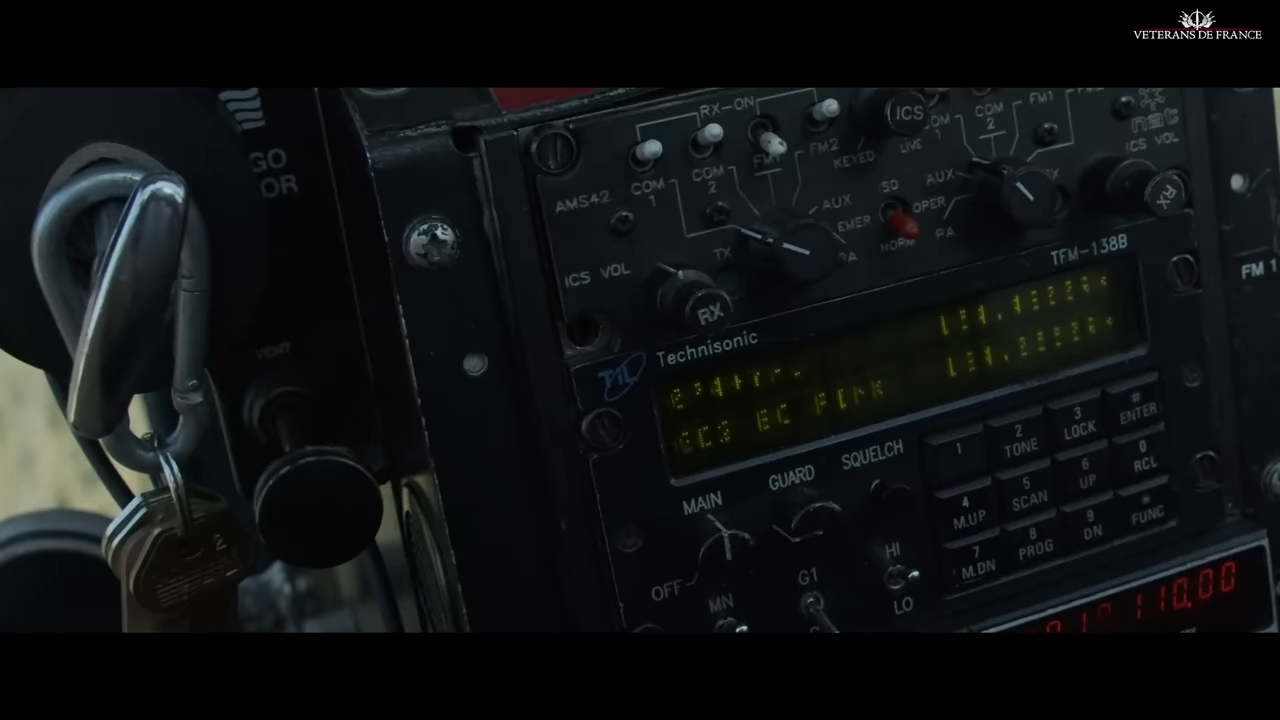 VETERANS DE FRANCE
GO
OR
VENT
RX-ON
AMS42
COM
1
COM
2
FM1
FM2
AUX
TX
ICS VOL
RX
KEYED
ICS
LIVE
EMER
NORM
OPER
PA
AUX
COM
2
FM1
ICS VOL
RX
TFM-138B
FM 1
Technisonic
TiL
MAIN
GUARD
SQUELCH
OFF
MN
G1
HI
LO
1
2
TONE
3
LOCK
#
ENTER
4
M.UP
5
SCAN
6
UP
0
RCL
7
M.DN
8
PROG
9
DN
*
FUNC
110.00
2